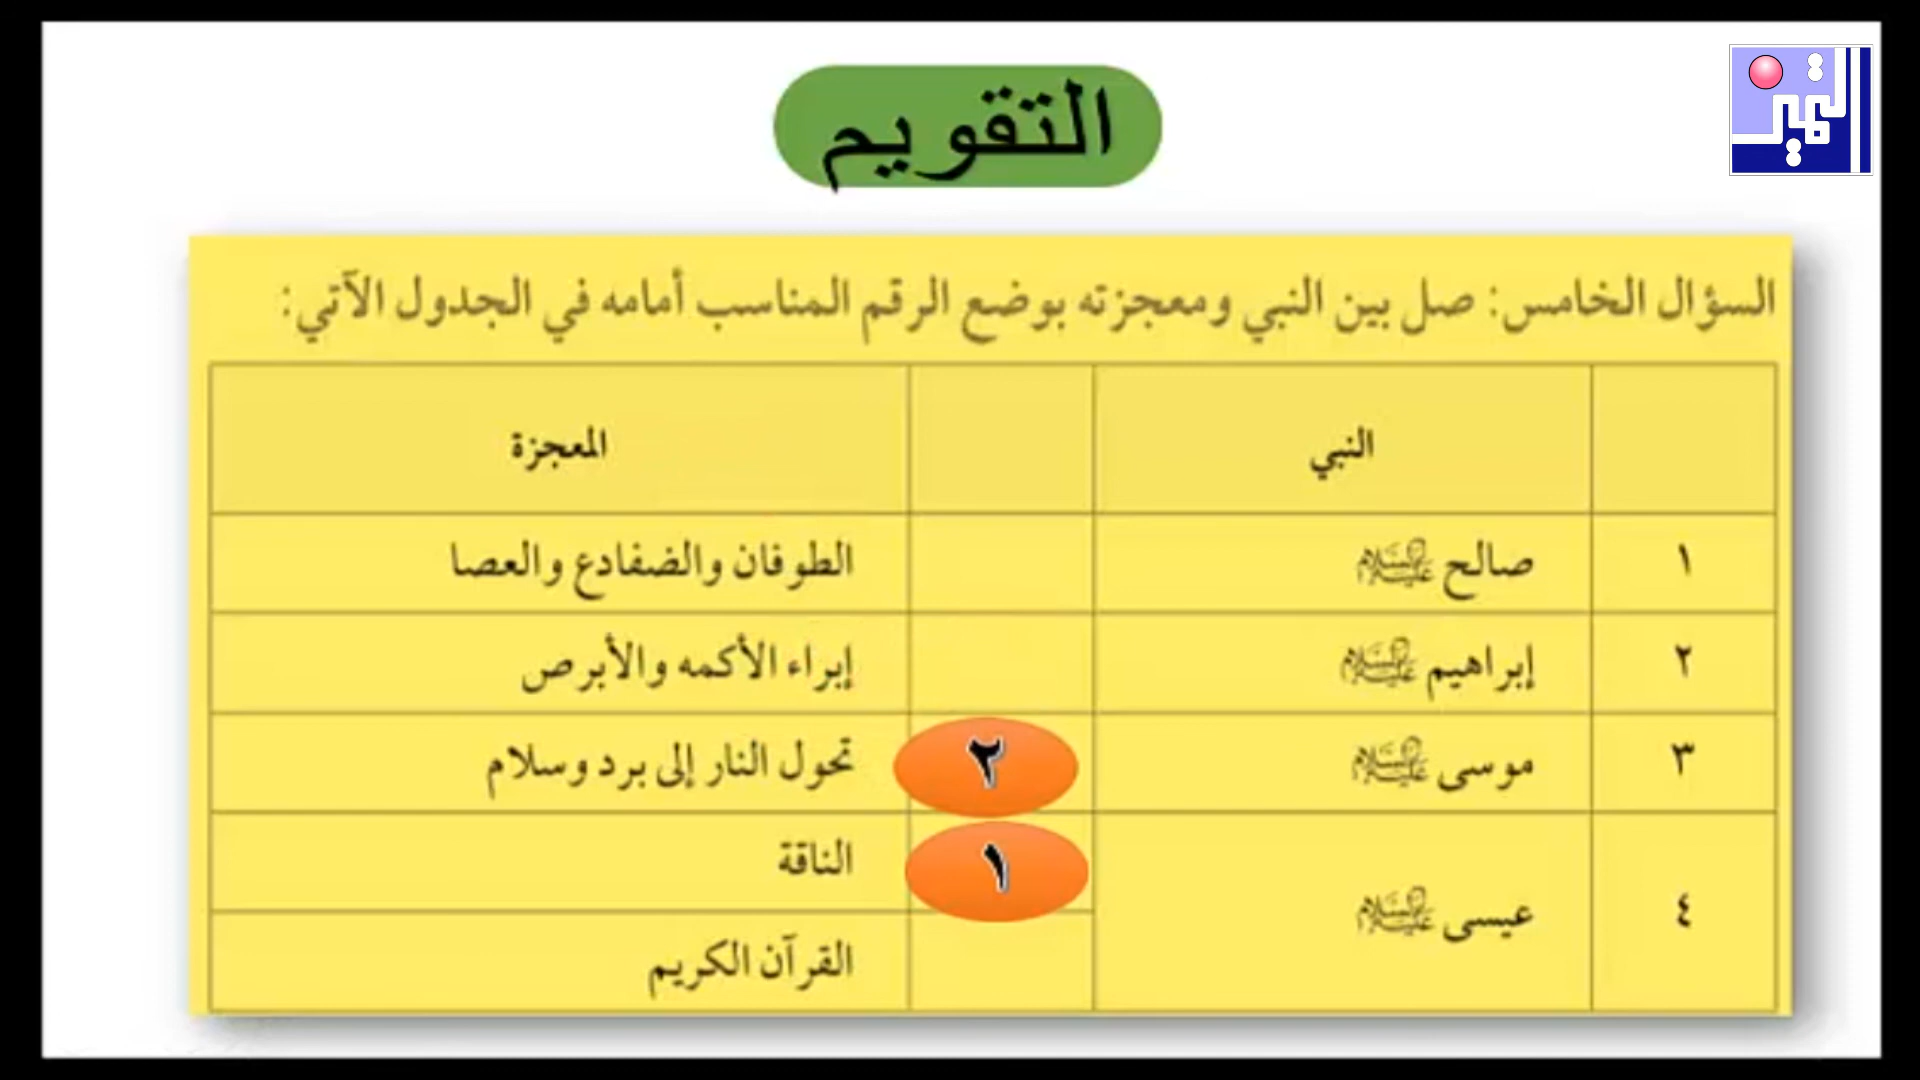 التقويم
السؤال الخامس: صل بين النبي ومعجزته بوضع الرقم المناسب أمامه في الجدول الآتي:
النبي المعجزة
١ صالح عليه السلام الطوفان والضفادع والعصا
٢ إبراهيم عليه السلام إبراء الأكمه والأبرص
٣ موسى عليه السلام ٢ تحول النار إلى برد وسلام
١ الناقة
٤ عيسى عليه السلام
القرآن الكريم